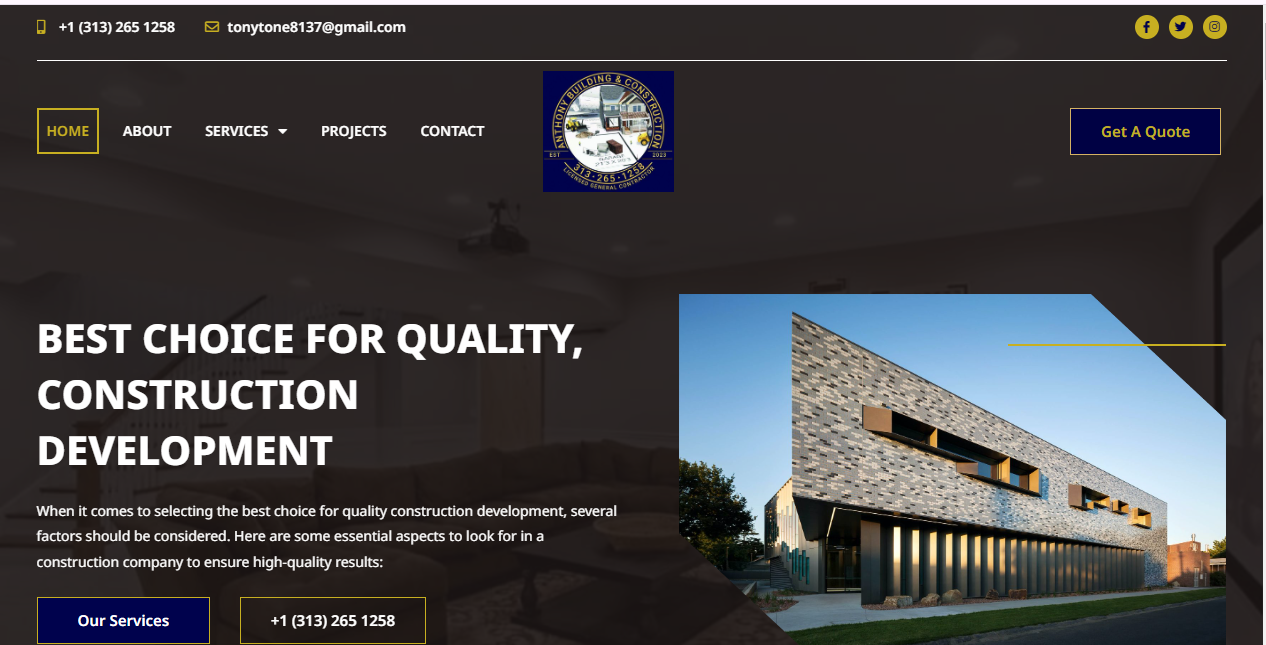 +1 (313) 265 1258
tonytone8137@gmail.com
HOME
ABOUT
SERVICES
PROJECTS
CONTACT
ANTHONY BUILDING & CONSTRUCTION
EST
2023
313-265-1258
LICENSED GENERAL CONTRACTOR
Get A Quote
BEST CHOICE FOR QUALITY,
CONSTRUCTION
DEVELOPMENT
When it comes to selecting the best choice for quality construction development, several
factors should be considered. Here are some essential aspects to look for in a
construction company to ensure high-quality results:
Our Services
+1 (313) 265 1258